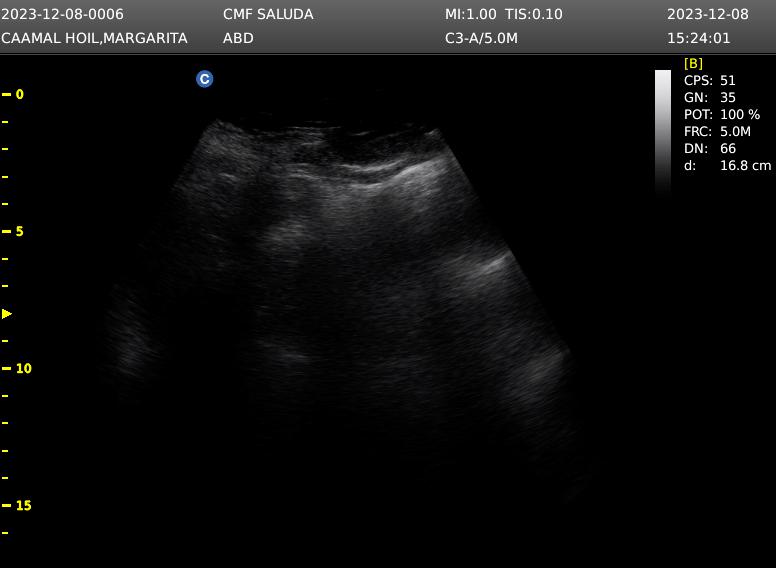 2023-12-08-0006 CMF SALUDA MI:1.00 TIS:0.10 2023-12-08
CAAMAL HOIL,MARGARITA ABD C3-A/5.0M 15:24:01
C
[B]
CPS: 51
GN: 35
POT: 100 %
FRC: 5.0M
DN: 66
d: 16.8 cm
0
5
10
15